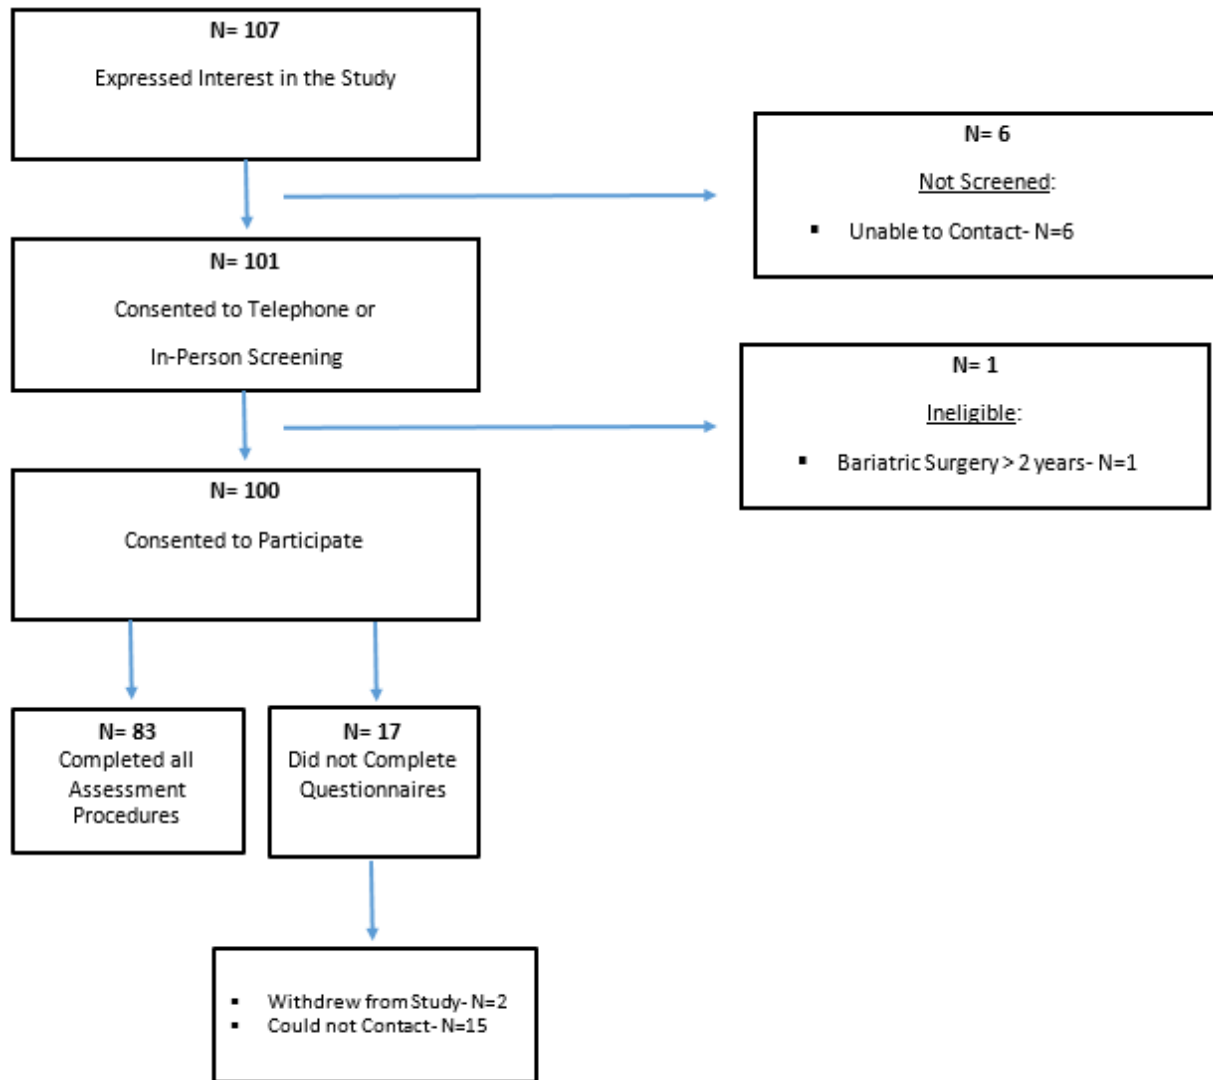 N= 107
Expressed Interest in the Study
N= 6
Not Screened:
▪ Unable to Contact- N=6
N= 101
Consented to Telephone or
In-Person Screening
N= 1
Ineligible:
▪ Bariatric Surgery > 2 years- N=1
N= 100
Consented to Participate
N= 83
Completed all
Assessment
Procedures
N= 17
Did not Complete
Questionnaires
▪ Withdrew from Study- N=2
▪ Could not Contact- N=15